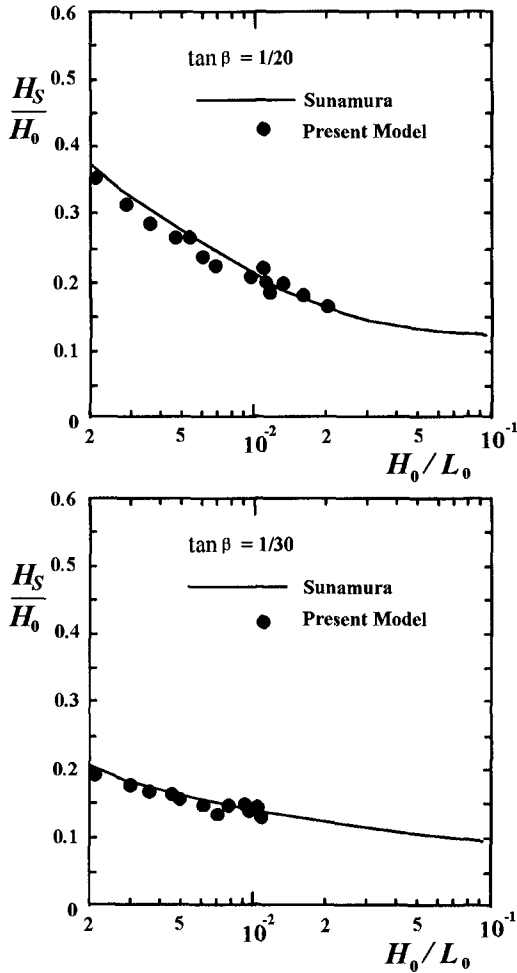 0.6
tan β = 1/20
0.5
H_S
H_0
Sunamura
0.4
Present Model
0.3
0.2
0.1
0
2 5 10⁻² 2 10⁻¹
H_0 / L_0
0.6
tan β = 1/30
0.5
H_S
H_0
Sunamura
Present Model
0.4
0.3
0.2
0.1
0
2 5 10⁻² 2 10⁻¹
H_0 / L_0